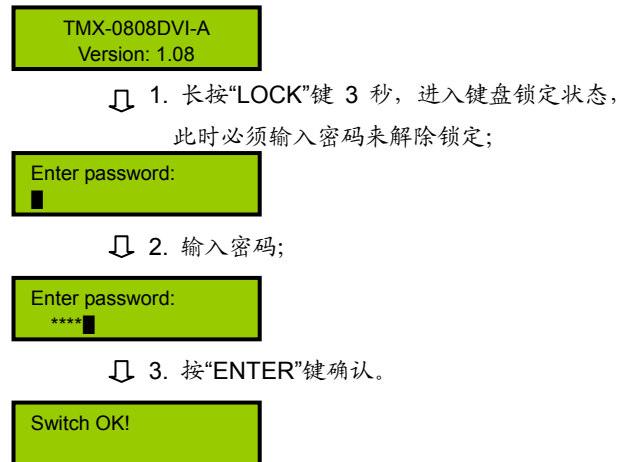 TMX-0808DVI-A
Version: 1.08
1. 长按“LOCK”键 3 秒，进入键盘锁定状态，
此时必须输入密码来解除锁定；
Enter password:
2. 输入密码；
Enter password:
****
3. 按“ENTER”键确认。
Switch OK!